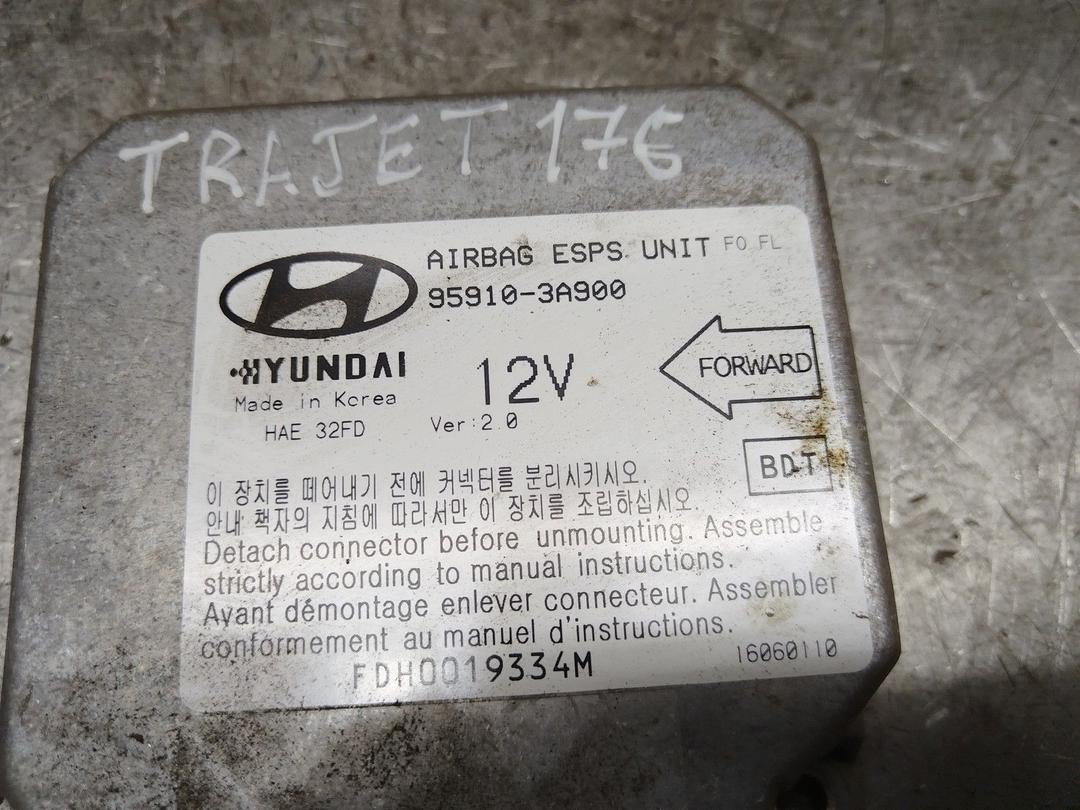 TRAJET 17€
AIRBAG ESPS UNIT FO FL
95910-3A900
HYUNDAI
12V
FORWARD
Made in Korea
HAE 32FD
Ver:2.0
BDT
이 장치를 떼어내기 전에 커넥터를 분리시키시오.
안내 책자의 지침에 따라서만 이 장치를 조립하십시오.
Detach connector before unmounting. Assemble
strictly according to manual instructions.
Avant démontage enlever connecteur. Assembler
conformement au manuel d'instructions.
FDH0019334M
16060110